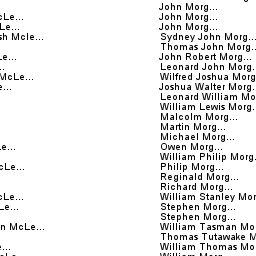 John Morg...
cLe... John Morg...
Le... John Morg...
sh Mcle... Sydney John Morg...
Thomas John Morg...
Le... John Robert Morg...
... Leonard John Morg.
McLe... Wilfred Joshua Morg
e... Joshua Walter Morg.
Leonard William Mo
William Lewis Morg.
Malcolm Morg...
Martin Morg...
Michael Morg...
Le... Owen Morg...
William Philip Morg.
cLe... Philip Morg...
Reginald Morg...
Richard Morg...
cLe... William Stanley Mor
Le... Stephen Morg...
Stephen Morg...
n McLe... William Tasman Mo
Thomas Tutawake M
... William Thomas Mo